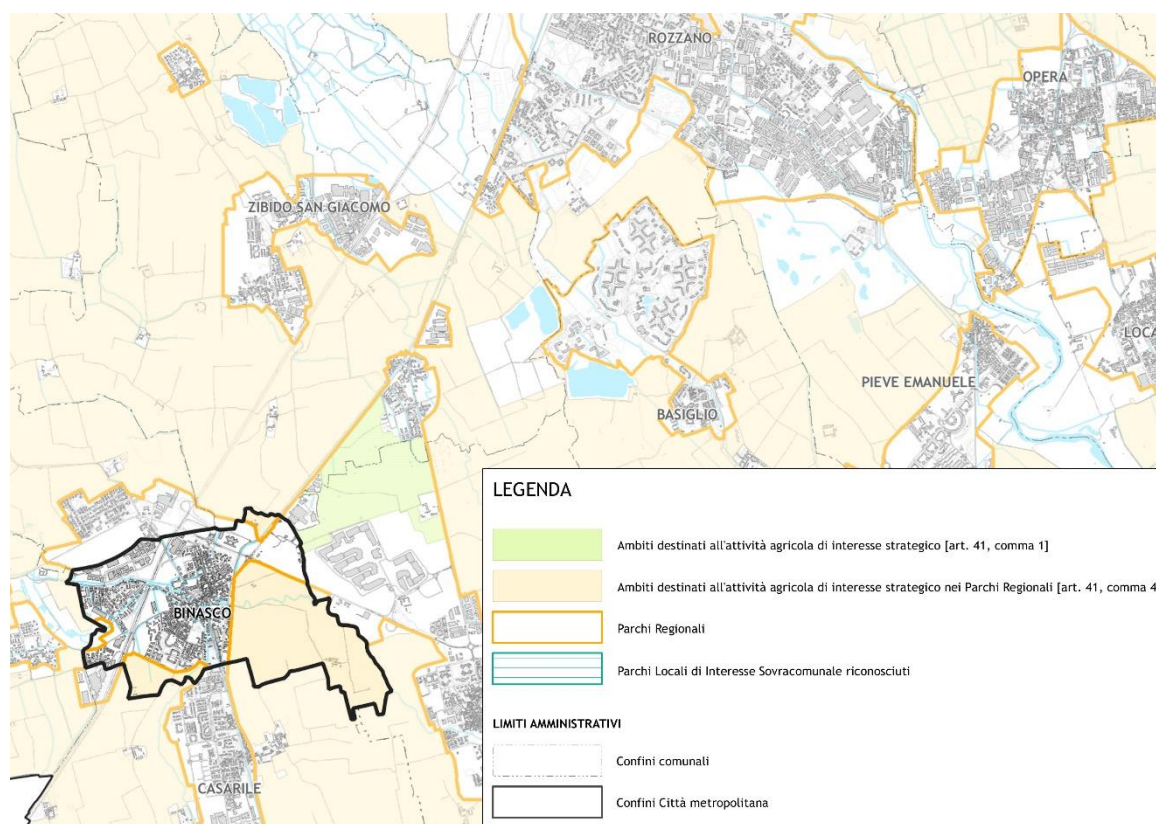 ROZZANO
OPERA
ZIBIDO SAN GIACOMO
LOCA
PIEVE EMANUELE
BASIGLIO
BINASCO
CASARILE
LEGENDA
Ambiti destinati all'attività agricola di interesse strategico [art. 41, comma 1]
Ambiti destinati all'attività agricola di interesse strategico nei Parchi Regionali [art. 41, comma 4
Parchi Regionali
Parchi Locali di Interesse Sovracomunale riconosciuti
LIMITI AMMINISTRATIVI
Confini comunali
Confini Città metropolitana